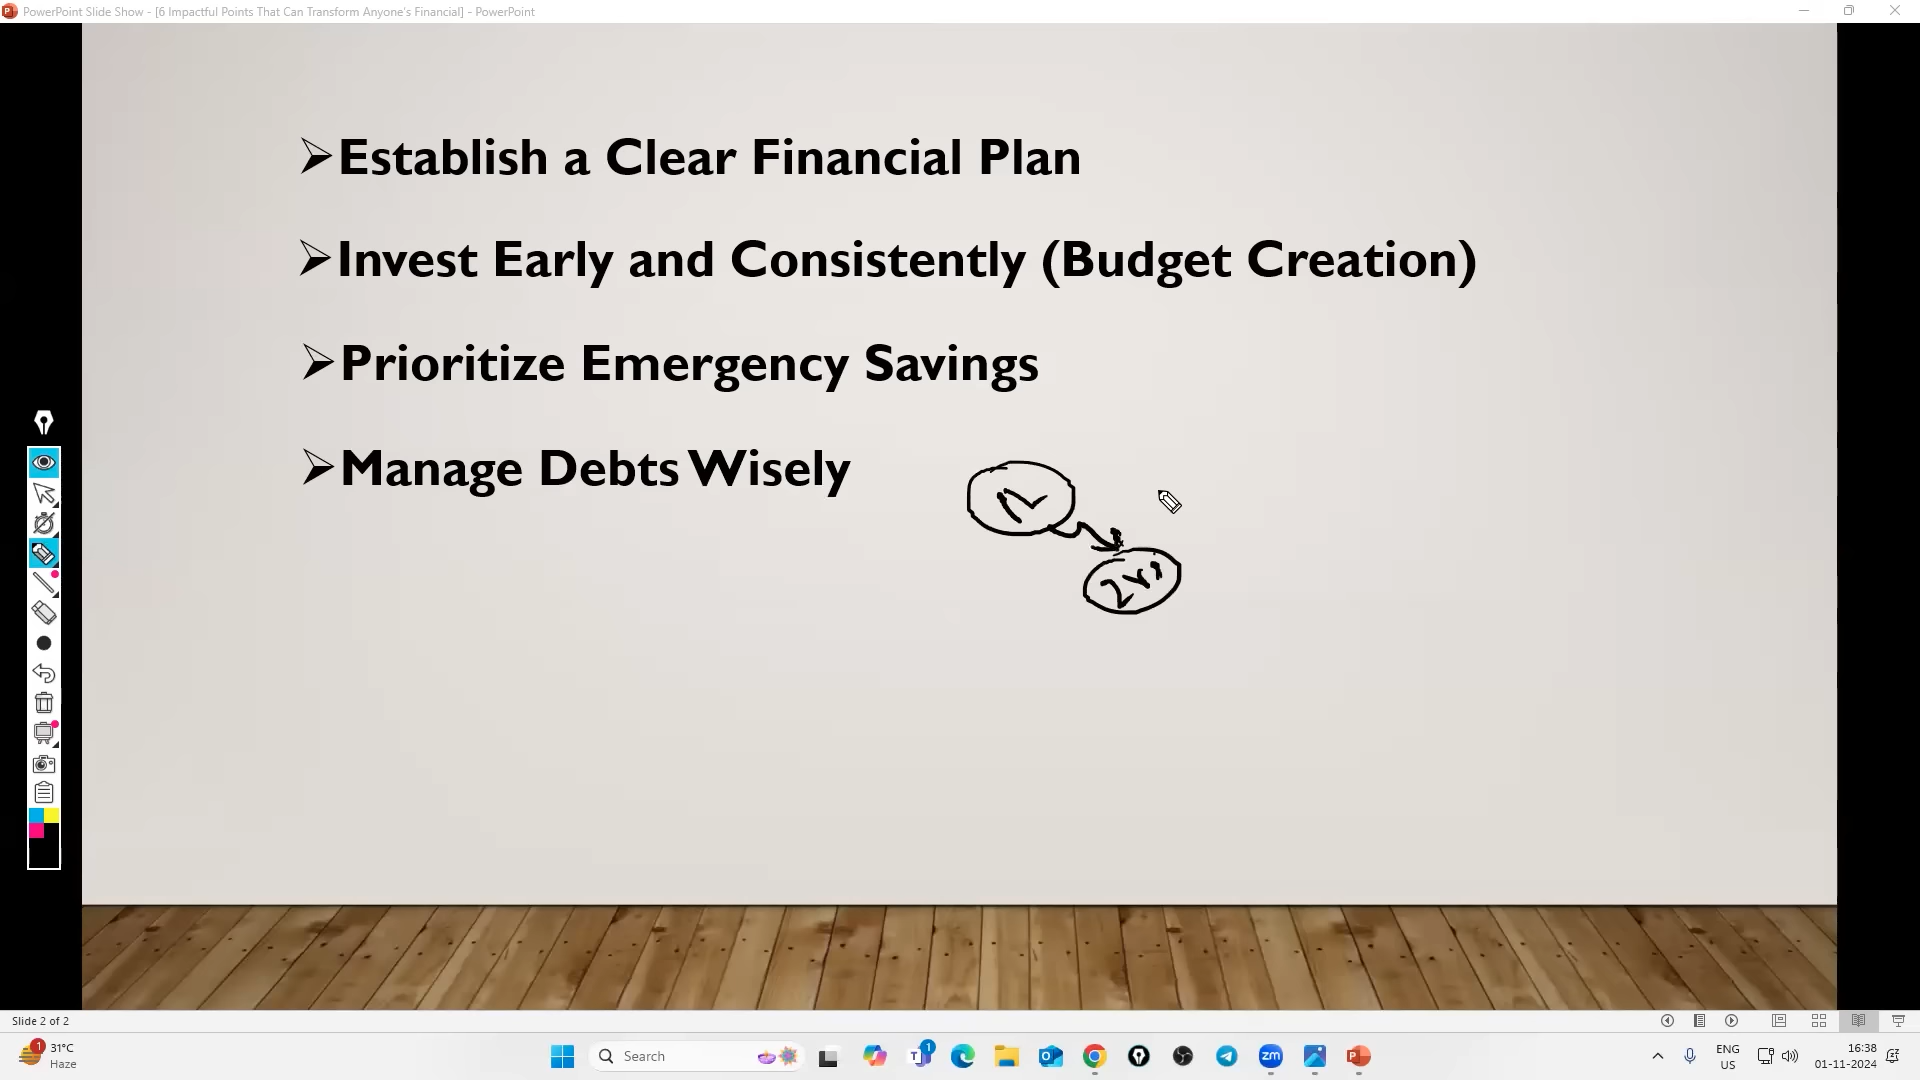 PowerPoint Slide Show - [6 Impactful Points That Can Transform Anyone's Financial] - PowerPoint
➢Establish a Clear Financial Plan
➢Invest Early and Consistently (Budget Creation)
➢Prioritize Emergency Savings
➢Manage Debts Wisely
Slide 2 of 2
31°C
Haze
Search
ENG
US
16:38
01-11-2024